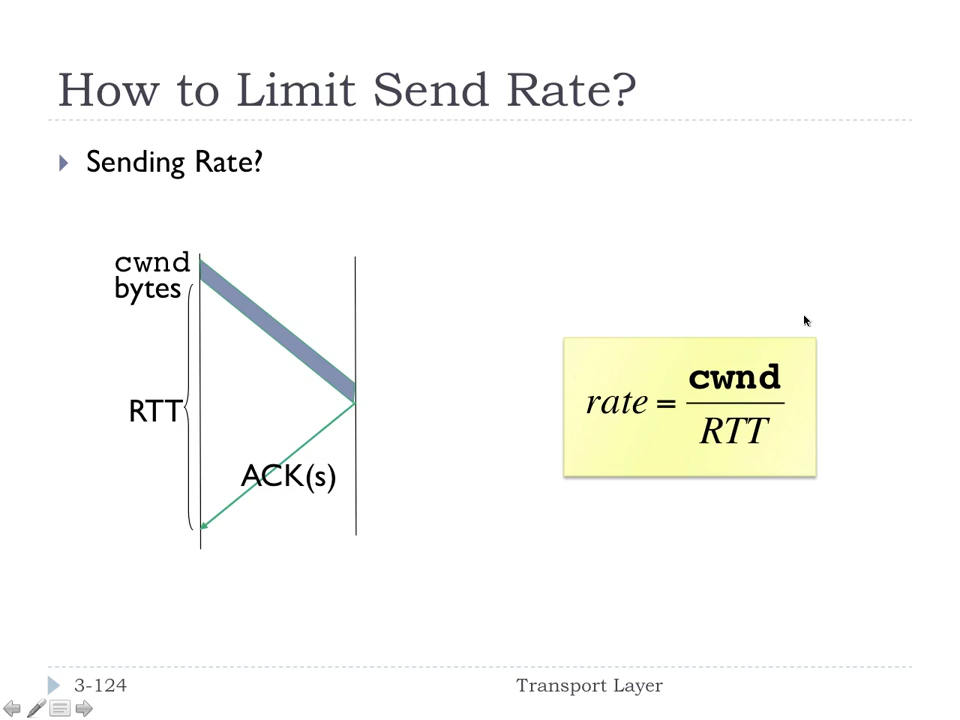 How to Limit Send Rate?
Sending Rate?
cwnd
bytes
RTT
ACK(s)
rate = cwnd / RTT
3-124
Transport Layer